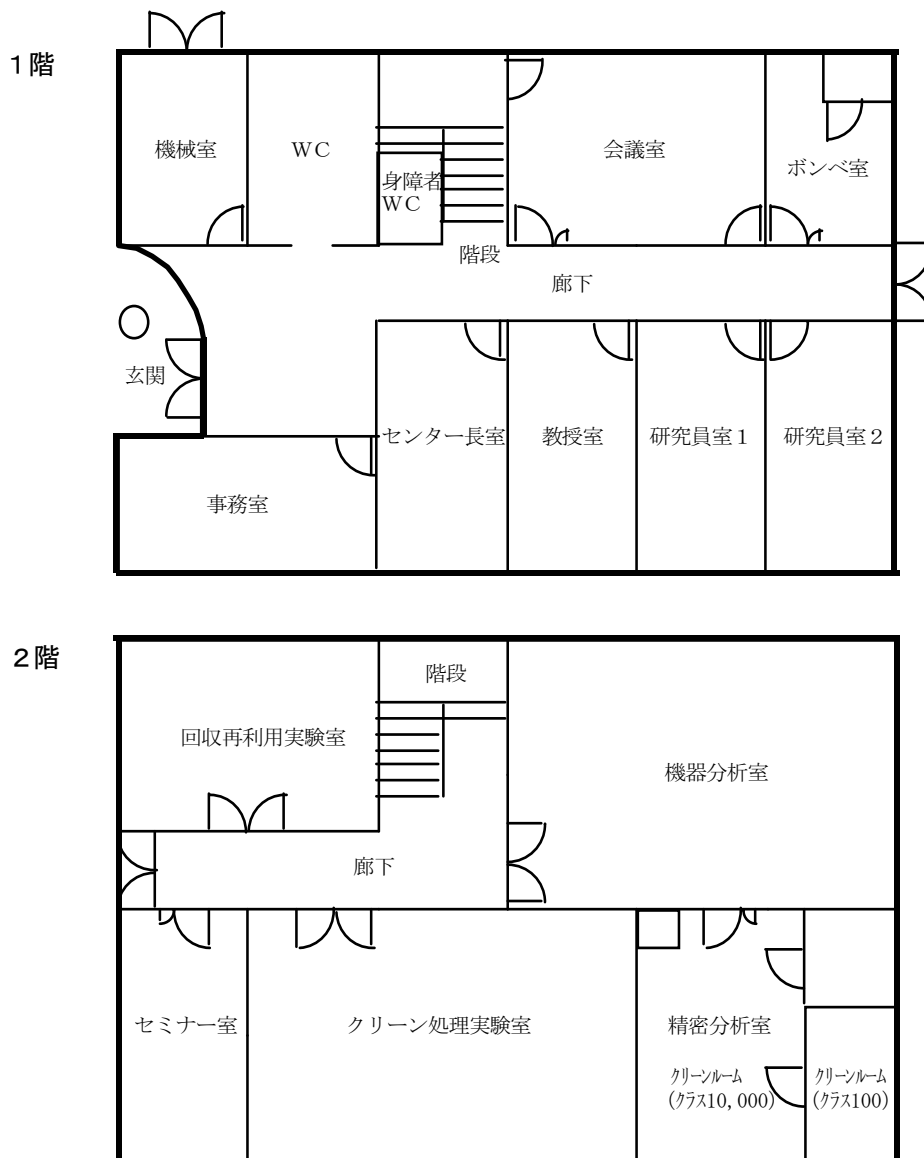 １階
機械室
ＷＣ
身障者
ＷＣ
階段
会議室
ボンベ室
廊下
玄関
センター長室
教授室
研究員室１
研究員室２
事務室
２階
階段
回収再利用実験室
機器分析室
廊下
セミナー室
クリーン処理実験室
精密分析室
ｸﾘｰﾝﾙｰﾑ
(ｸﾗｽ10,000)
ｸﾘｰﾝﾙｰﾑ
(ｸﾗｽ100)